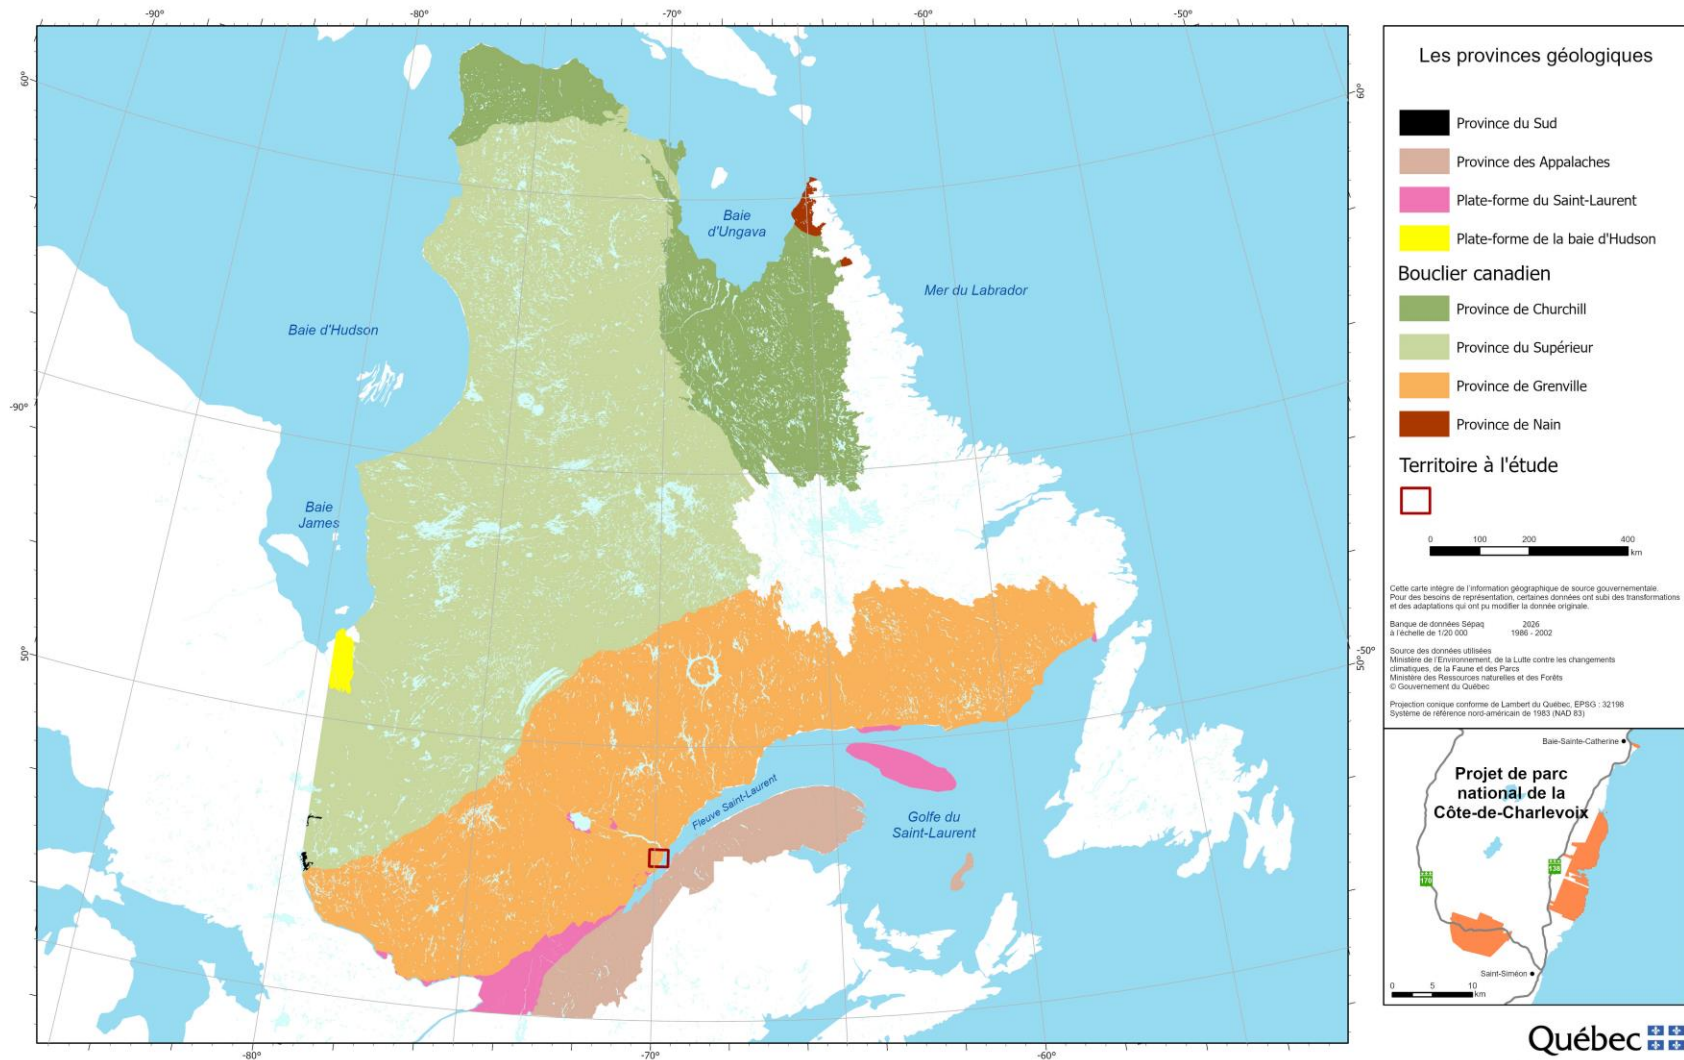 -90°
-80°
-70°
-60°
-50°
60°
60°
-90°
50°
-50°
50°
-80°
-70°
-60°
Baie
d'Ungava
Mer du Labrador
Baie d'Hudson
Baie
James
Fleuve Saint-Laurent
Golfe du
Saint-Laurent
Les provinces géologiques
Province du Sud
Province des Appalaches
Plate-forme du Saint-Laurent
Plate-forme de la baie d'Hudson
Bouclier canadien
Province de Churchill
Province du Supérieur
Province de Grenville
Province de Nain
Territoire à l'étude
0 100 200 400
km
Cette carte intègre de l'information géographique de source gouvernementale.
Pour des besoins de représentation, certaines données ont subi des transformations
et des adaptations qui ont pu modifier la donnée originale.
Banque de données Sépaq 2026
à l'échelle de 1/20 000 1986 - 2002
Source des données utilisées
Ministère de l'Environnement, de la Lutte contre les changements
climatiques, de la Faune et des Parcs
Ministère des Ressources naturelles et des Forêts
© Gouvernement du Québec
Projection conique conforme de Lambert du Québec, EPSG : 32198
Système de référence nord-américain de 1983 (NAD 83)
Baie-Sainte-Catherine
Projet de parc
national de la
Côte-de-Charlevoix
138
170
Saint-Siméon
0 5 10
km
Québec